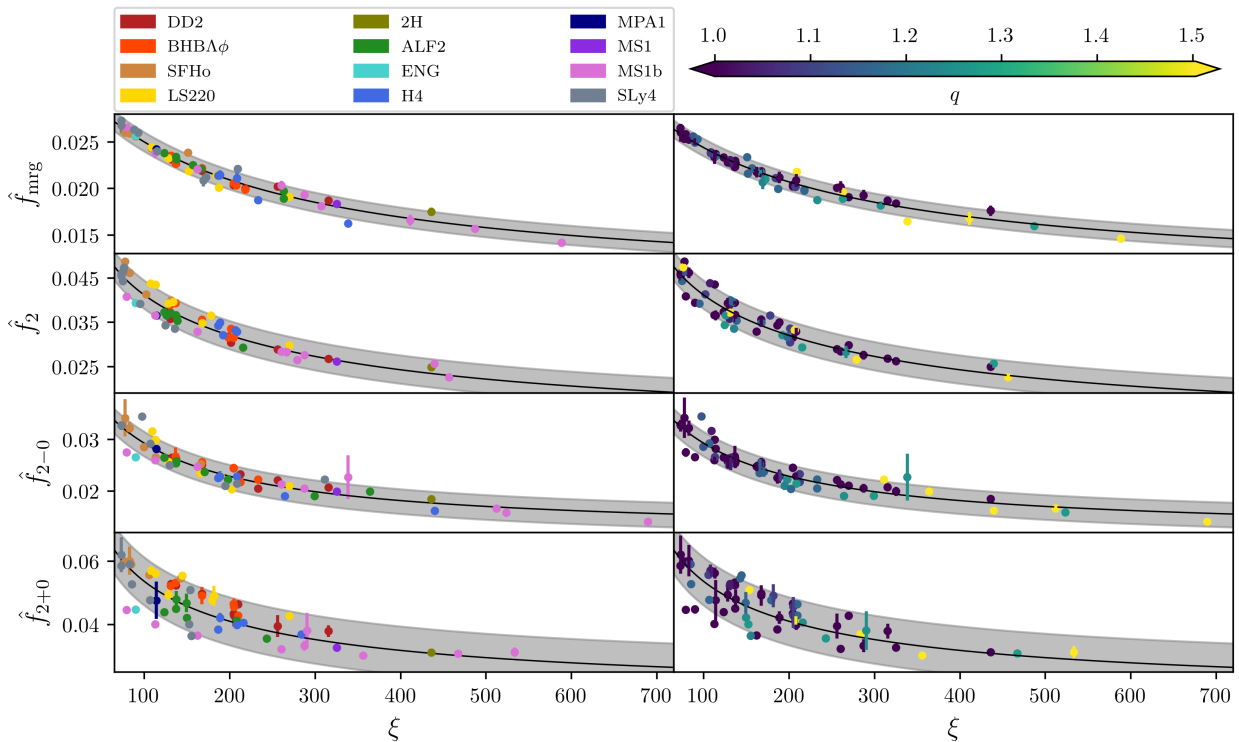 DD2 2H MPA1
BHBΛϕ ALF2 MS1
SFHo ENG MS1b
LS220 H4 SLy4
1.0 1.1 1.2 1.3 1.4 1.5
q
0.025
0.020
0.015
f̂mrg
0.045
0.035
0.025
f̂2
0.03
0.02
f̂2−0
0.06
0.04
f̂2+0
100 200 300 400 500 600 700 100 200 300 400 500 600 700
ξ ξ